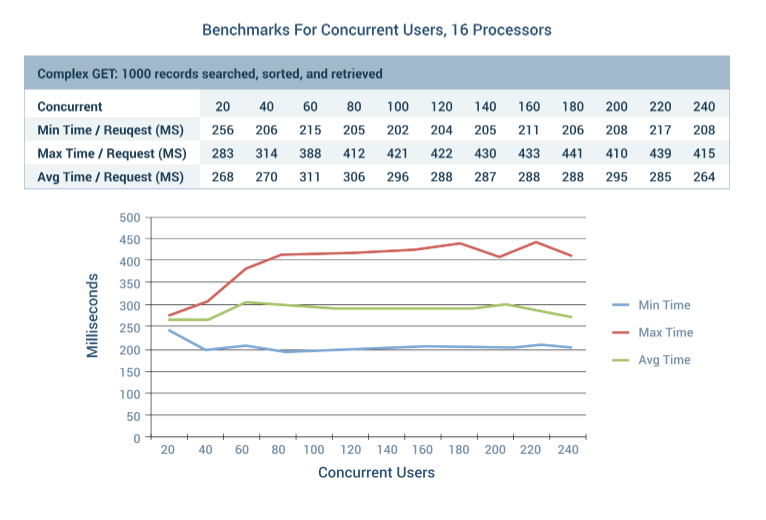 Benchmarks For Concurrent Users, 16 Processors
Complex GET: 1000 records searched, sorted, and retrieved
Concurrent 20 40 60 80 100 120 140 160 180 200 220 240
Min Time / Reuqest (MS) 256 206 215 205 202 204 205 211 206 208 217 208
Max Time / Request (MS) 283 314 388 412 421 422 430 433 441 410 439 415
Avg Time / Request (MS) 268 270 311 306 296 288 287 288 288 295 285 264
500
450
400
350
300
250
200
150
100
50
0
Milliseconds
20 40 60 80 100 120 140 160 180 200 220 240
Concurrent Users
Min Time
Max Time
Avg Time